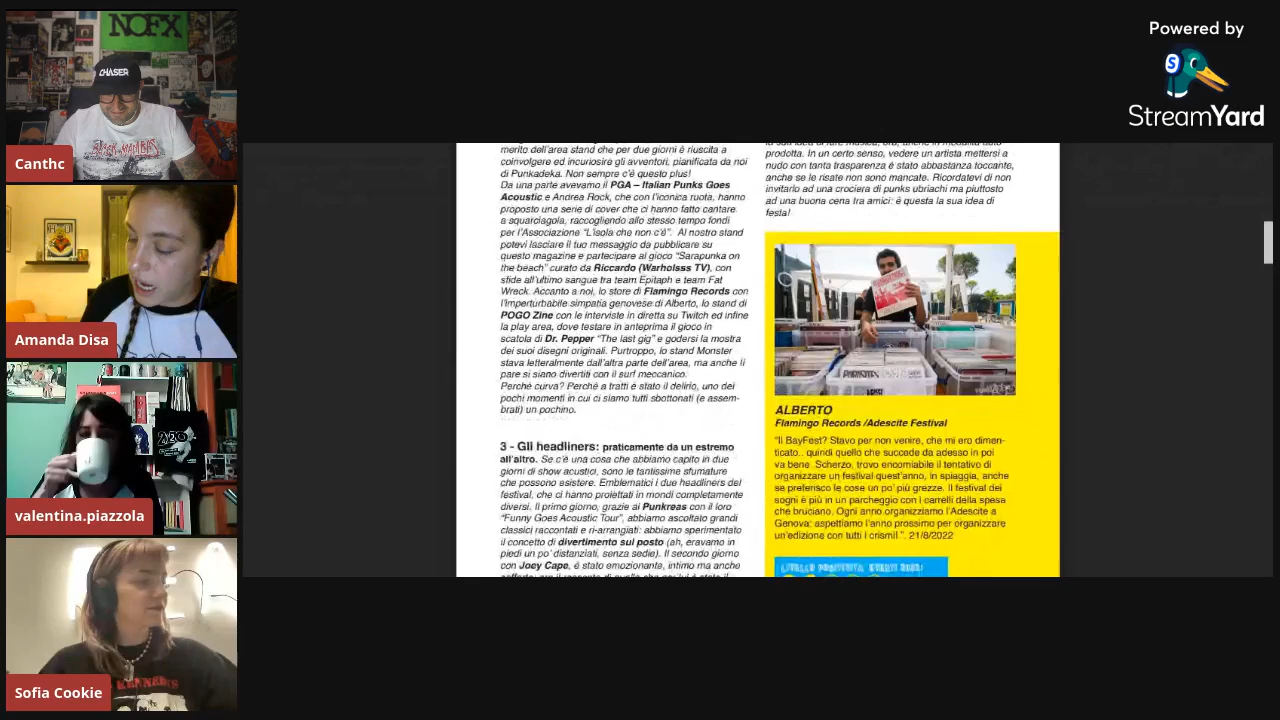 NOFX
CHASER
BLACK MAMBAS
Canthc
Amanda Disa
valentina.piazzola
Sofia Cookie
Powered by
S
StreamYard
merito dell'area stand che per due giorni è riuscita a
coinvolgere ed incuriosire gli avventori, pianificata da noi
di Punkadeka. Non sempre c'è questo plus!
Da una parte avevamo il PGA – Italian Punks Goes
Acoustic e Andrea Rock, che con l'iconica ruota, hanno
proposto una serie di cover che ci hanno fatto cantare
a squarciagola, raccogliendo allo stesso tempo fondi
per l'Associazione "L'isola che non c'è". Al nostro stand
potevi lasciare il tuo messaggio da pubblicare su
questo magazine e partecipare al gioco "Sarapunka on
the beach" curato da Riccardo (Warholsss TV), con
sfide all'ultimo sangue tra team Epitaph e team Fat
Wreck. Accanto a noi, lo store di Flamingo Records con
l'imperturbabile simpatia genovese di Alberto, lo stand di
POGO Zine con le interviste in diretta su Twitch ed infine
la play area, dove testare in anteprima il gioco in
scatola di Dr. Pepper "The last gig" e godersi la mostra
dei suoi disegni originali. Purtroppo, lo stand Monster
stava letteralmente dall'altra parte dell'area, ma anche lì
pare si siano divertiti con il surf meccanico.
Perché curva? Perché a tratti è stato il delirio, uno dei
pochi momenti in cui ci siamo tutti sbottonati (e assem-
brati) un pochino.
3 - Gli headliners: praticamente da un estremo
all'altro. Se c'è una cosa che abbiamo capito in due
giorni di show acustici, sono le tantissime sfumature
che possono esistere. Emblematici i due headliners del
festival, che ci hanno proiettati in mondi completamente
diversi. Il primo giorno, grazie ai Punkreas con il loro
"Funny Goes Acoustic Tour", abbiamo ascoltato grandi
classici raccontati e ri-arrangiati: abbiamo sperimentato
il concetto di divertimento sul posto (ah, eravamo in
piedi un po' distanziati, senza sedie). Il secondo giorno
con Joey Cape, è stato emozionante, intimo ma anche
prodotta. In un certo senso, vedere un artista mettersi a
nudo con tanta trasparenza è stato abbastanza toccante,
anche se le risate non sono mancate. Ricordatevi di non
invitarlo ad una crociera di punks ubriachi ma piuttosto
ad una buona cena tra amici: è questa la sua idea di
festa!
ALBERTO
Flamingo Records /Adescite Festival
"Il BayFest? Stavo per non venire, che mi ero dimen-
ticato.. quindi quello che succede da adesso in poi
va bene. Scherzo, trovo encomiabile il tentativo di
organizzare un festival quest'anno, in spiaggia, anche
se preferisco le cose un po' più grezze. Il festival dei
sogni è più in un parcheggio con i carrelli della spesa
che bruciano. Ogni anno organizziamo l'Adescite a
Genova: aspettiamo l'anno prossimo per organizzare
un'edizione con tutti i crismi!.". 21/8/2022